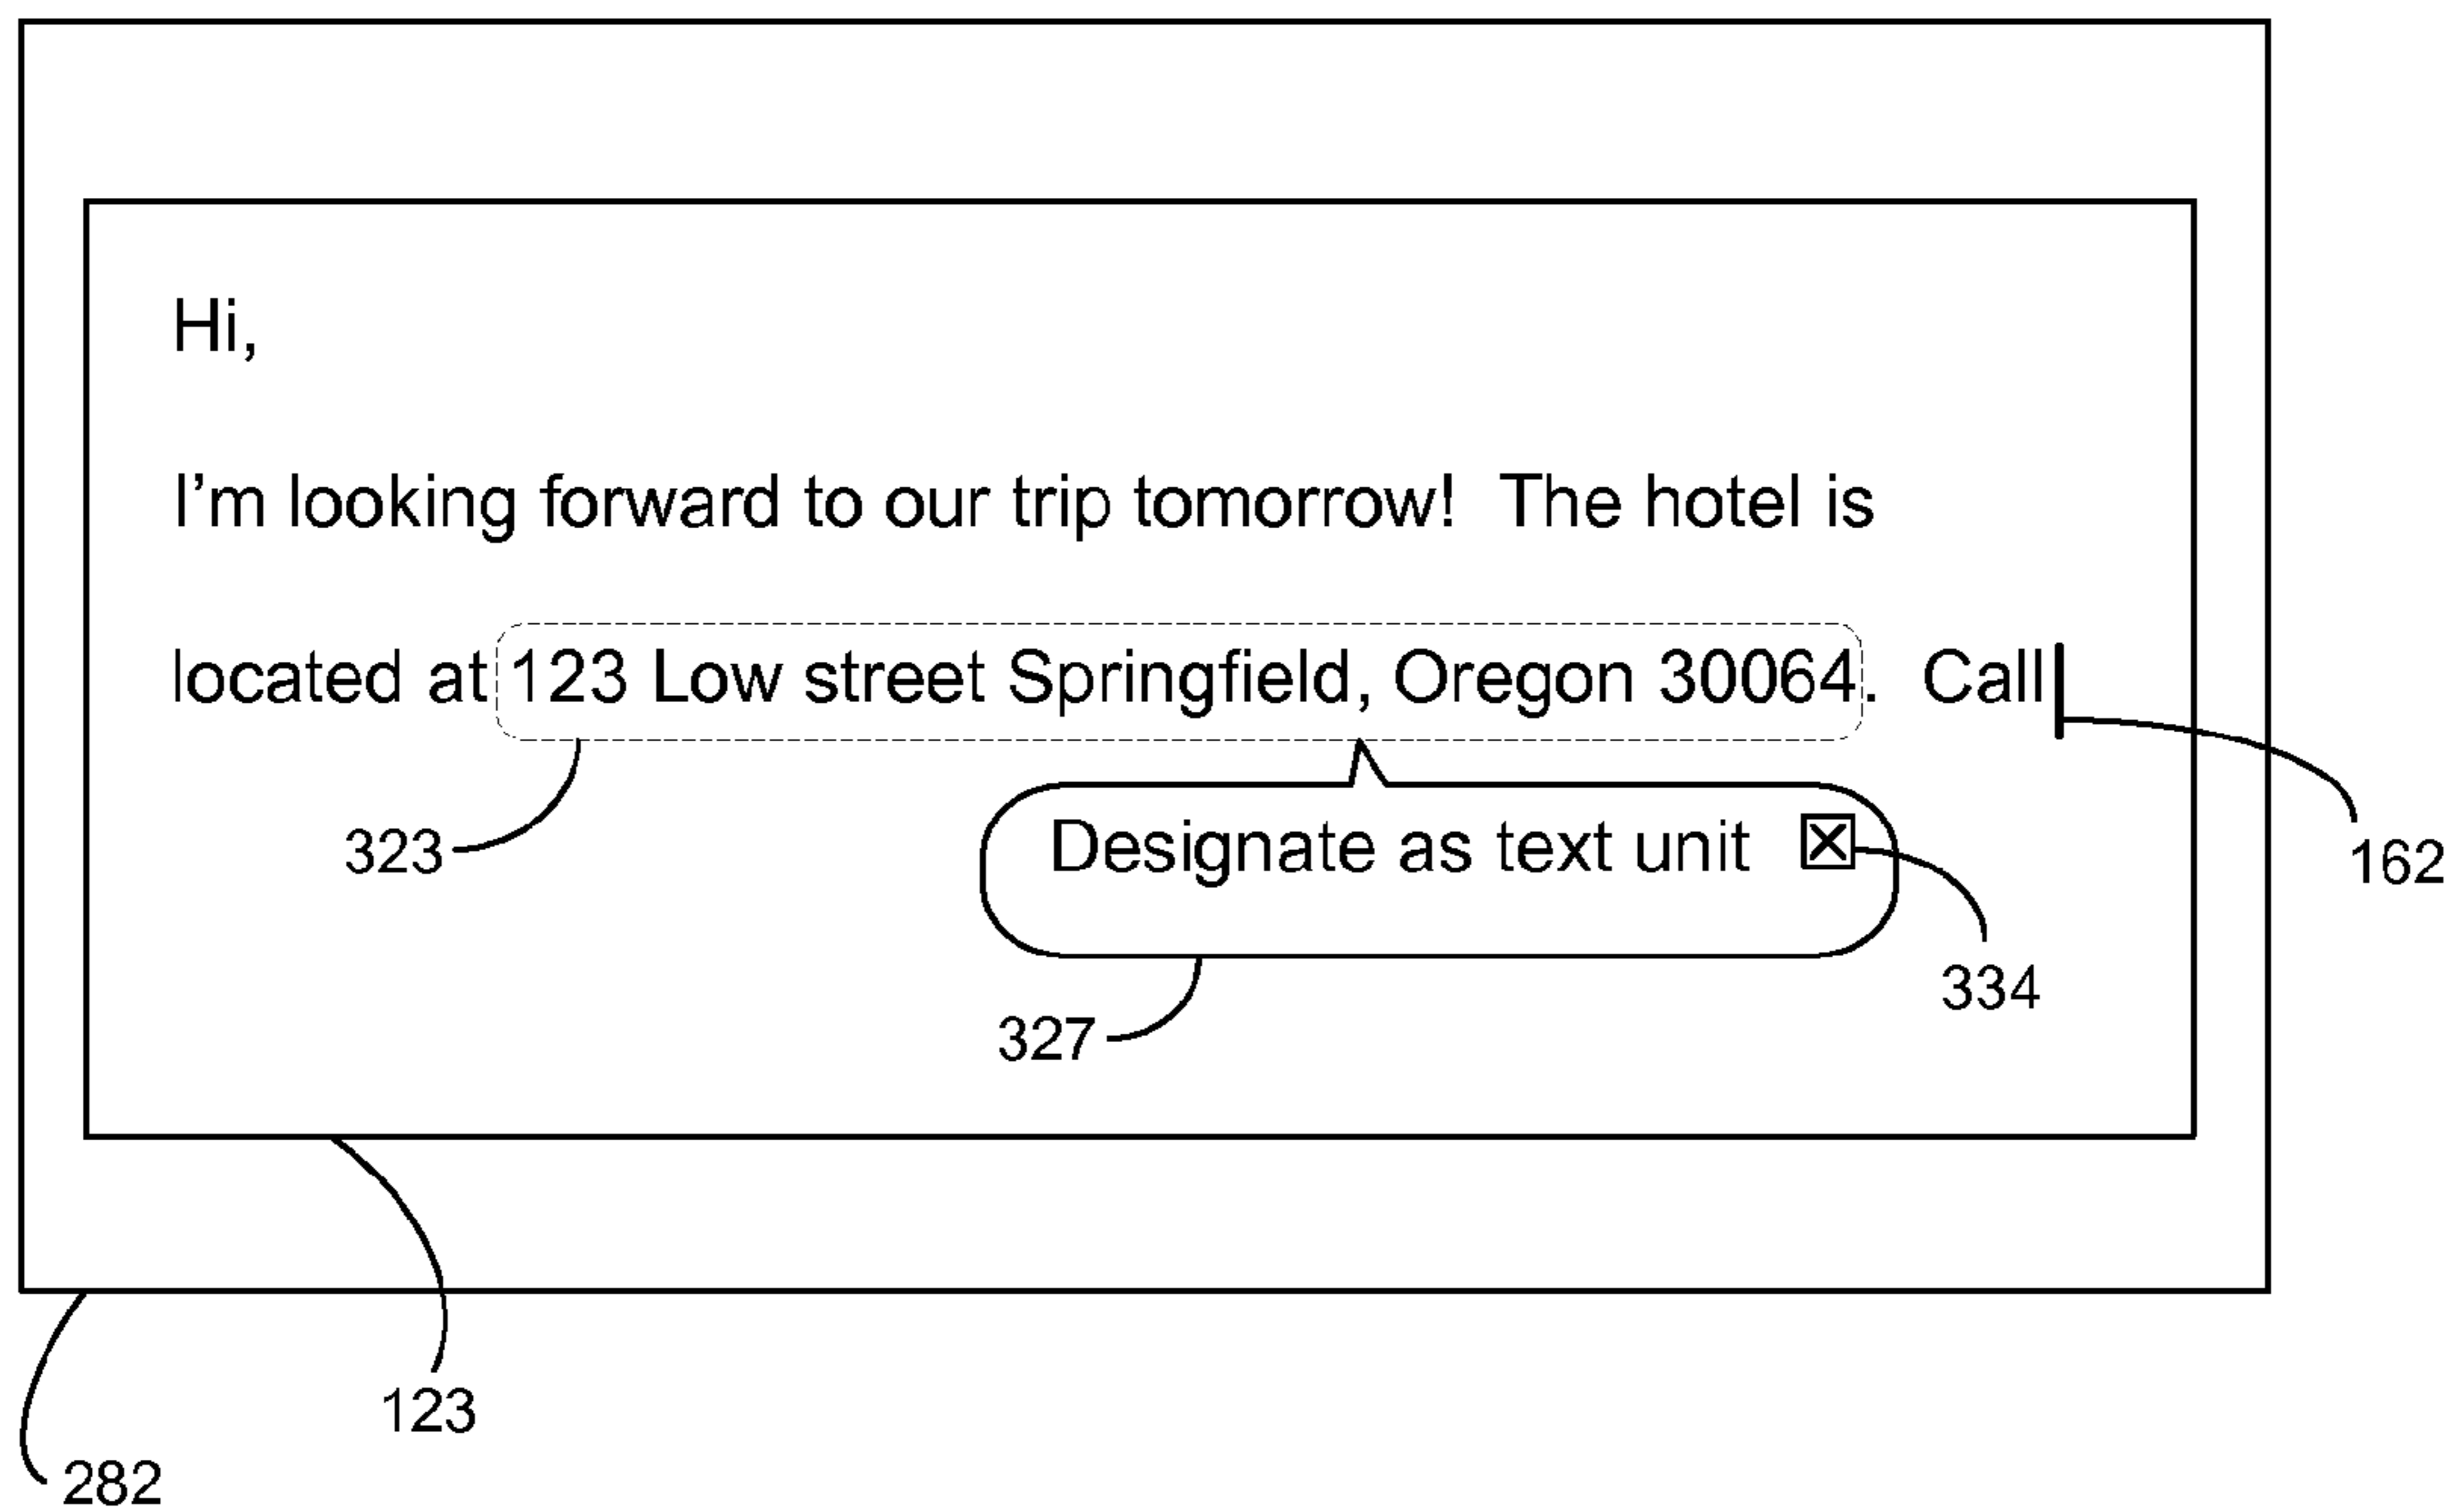 Hi,
I'm looking forward to our trip tomorrow!  The hotel is
located at 123 Low street Springfield, Oregon 30064.  Call
323
Designate as text unit
162
334
327
123
282